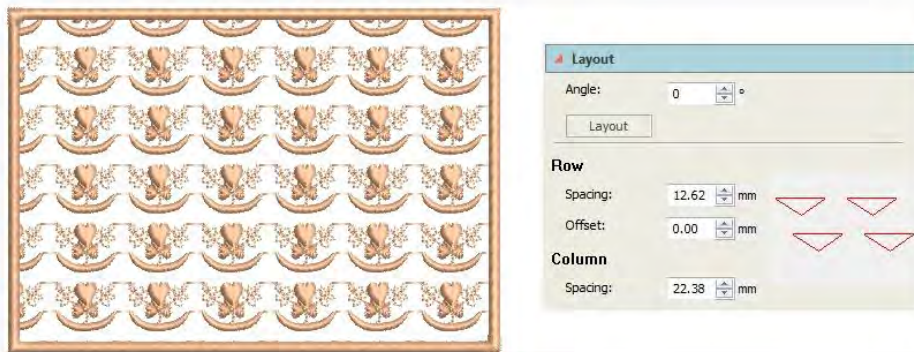 Layout
Angle: 0 °
Layout
Row
Spacing: 12.62 mm
Offset: 0.00 mm
Column
Spacing: 22.38 mm